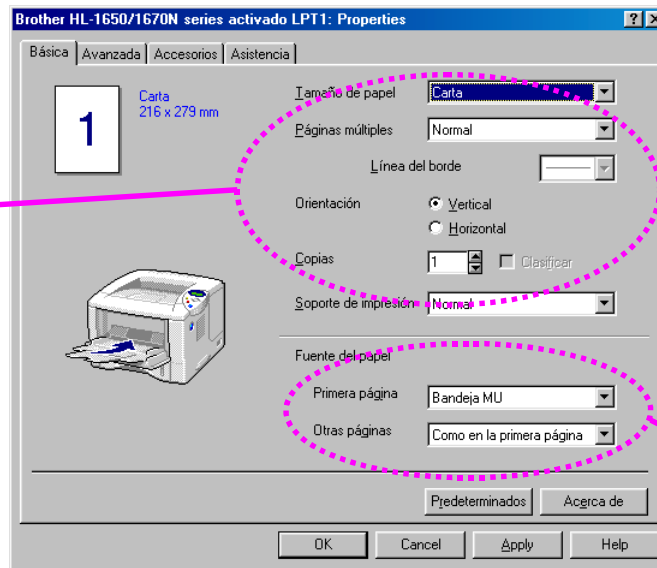 Brother HL-1650/1670N series activado LPT1: Properties
Básica Avanzada Accesorios Asistencia
1
Carta
216 x 279 mm
Tamaño de papel Carta
Páginas múltiples Normal
Línea del borde
Orientación Vertical
Horizontal
Copias 1 Clasificar
Soporte de impresión Normal
Fuente del papel
Primera página Bandeja MU
Otras páginas Como en la primera página
Predeterminados Acerca de
OK Cancel Apply Help